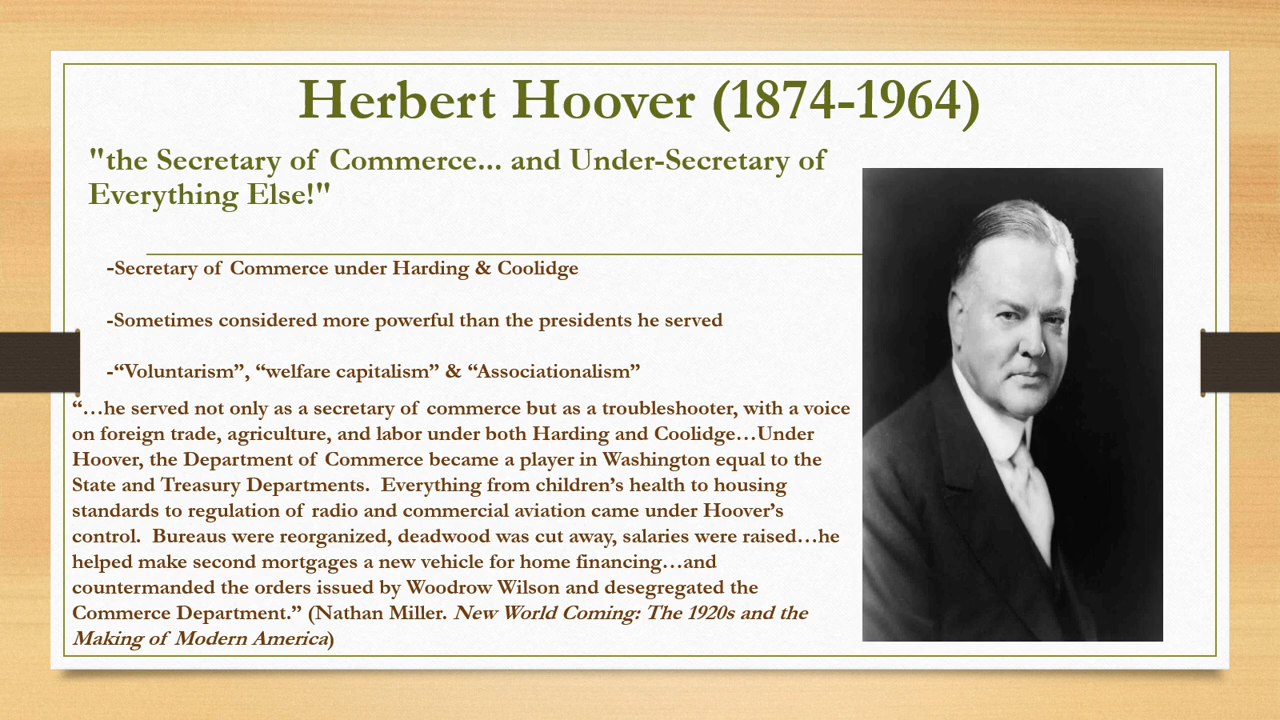 Herbert Hoover (1874-1964)
"the Secretary of Commerce... and Under-Secretary of
Everything Else!"
-Secretary of Commerce under Harding & Coolidge
-Sometimes considered more powerful than the presidents he served
-“Voluntarism”, “welfare capitalism” & “Associationalism”
“…he served not only as a secretary of commerce but as a troubleshooter, with a voice
on foreign trade, agriculture, and labor under both Harding and Coolidge…Under
Hoover, the Department of Commerce became a player in Washington equal to the
State and Treasury Departments.  Everything from children’s health to housing
standards to regulation of radio and commercial aviation came under Hoover’s
control.  Bureaus were reorganized, deadwood was cut away, salaries were raised…he
helped make second mortgages a new vehicle for home financing…and
countermanded the orders issued by Woodrow Wilson and desegregated the
Commerce Department.” (Nathan Miller. New World Coming: The 1920s and the
Making of Modern America)